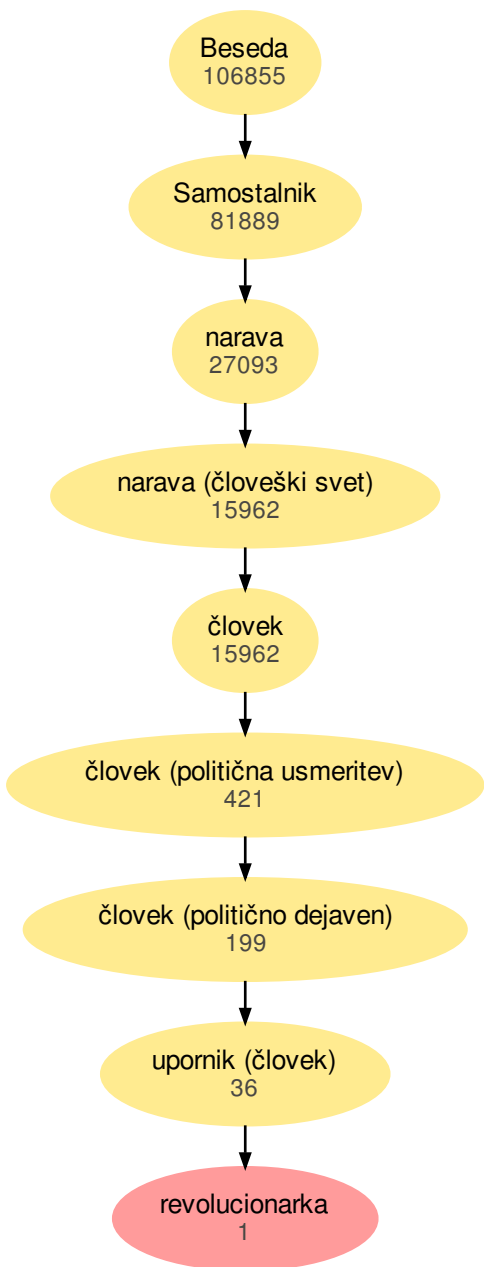 Beseda
106855
Samostalnik
81889
narava
27093
narava (človeški svet)
15962
človek
15962
človek (politična usmeritev)
421
človek (politično dejaven)
199
upornik (človek)
36
revolucionarka
1